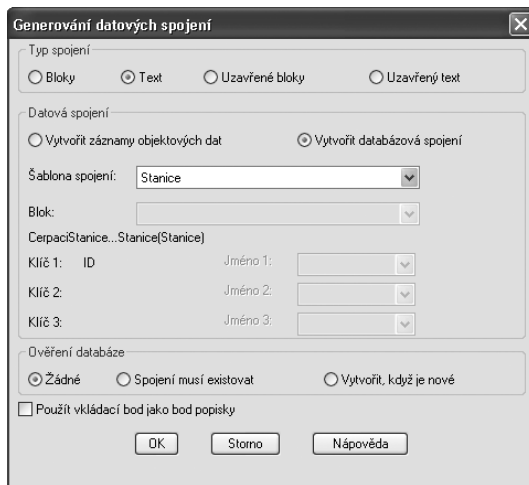 Generování datových spojení
Typ spojení
Bloky Text Uzavřené bloky Uzavřený text
Datová spojení
Vytvořit záznamy objektových dat Vytvořit databázová spojení
Šablona spojení: Stanice
Blok:
CerpaciStanice...Stanice(Stanice)
Klíč 1: ID Jméno 1:
Klíč 2: Jméno 2:
Klíč 3: Jméno 3:
Ověření databáze
Žádné Spojení musí existovat Vytvořit, když je nové
Použít vkládací bod jako bod popisky
OK Storno Nápověda